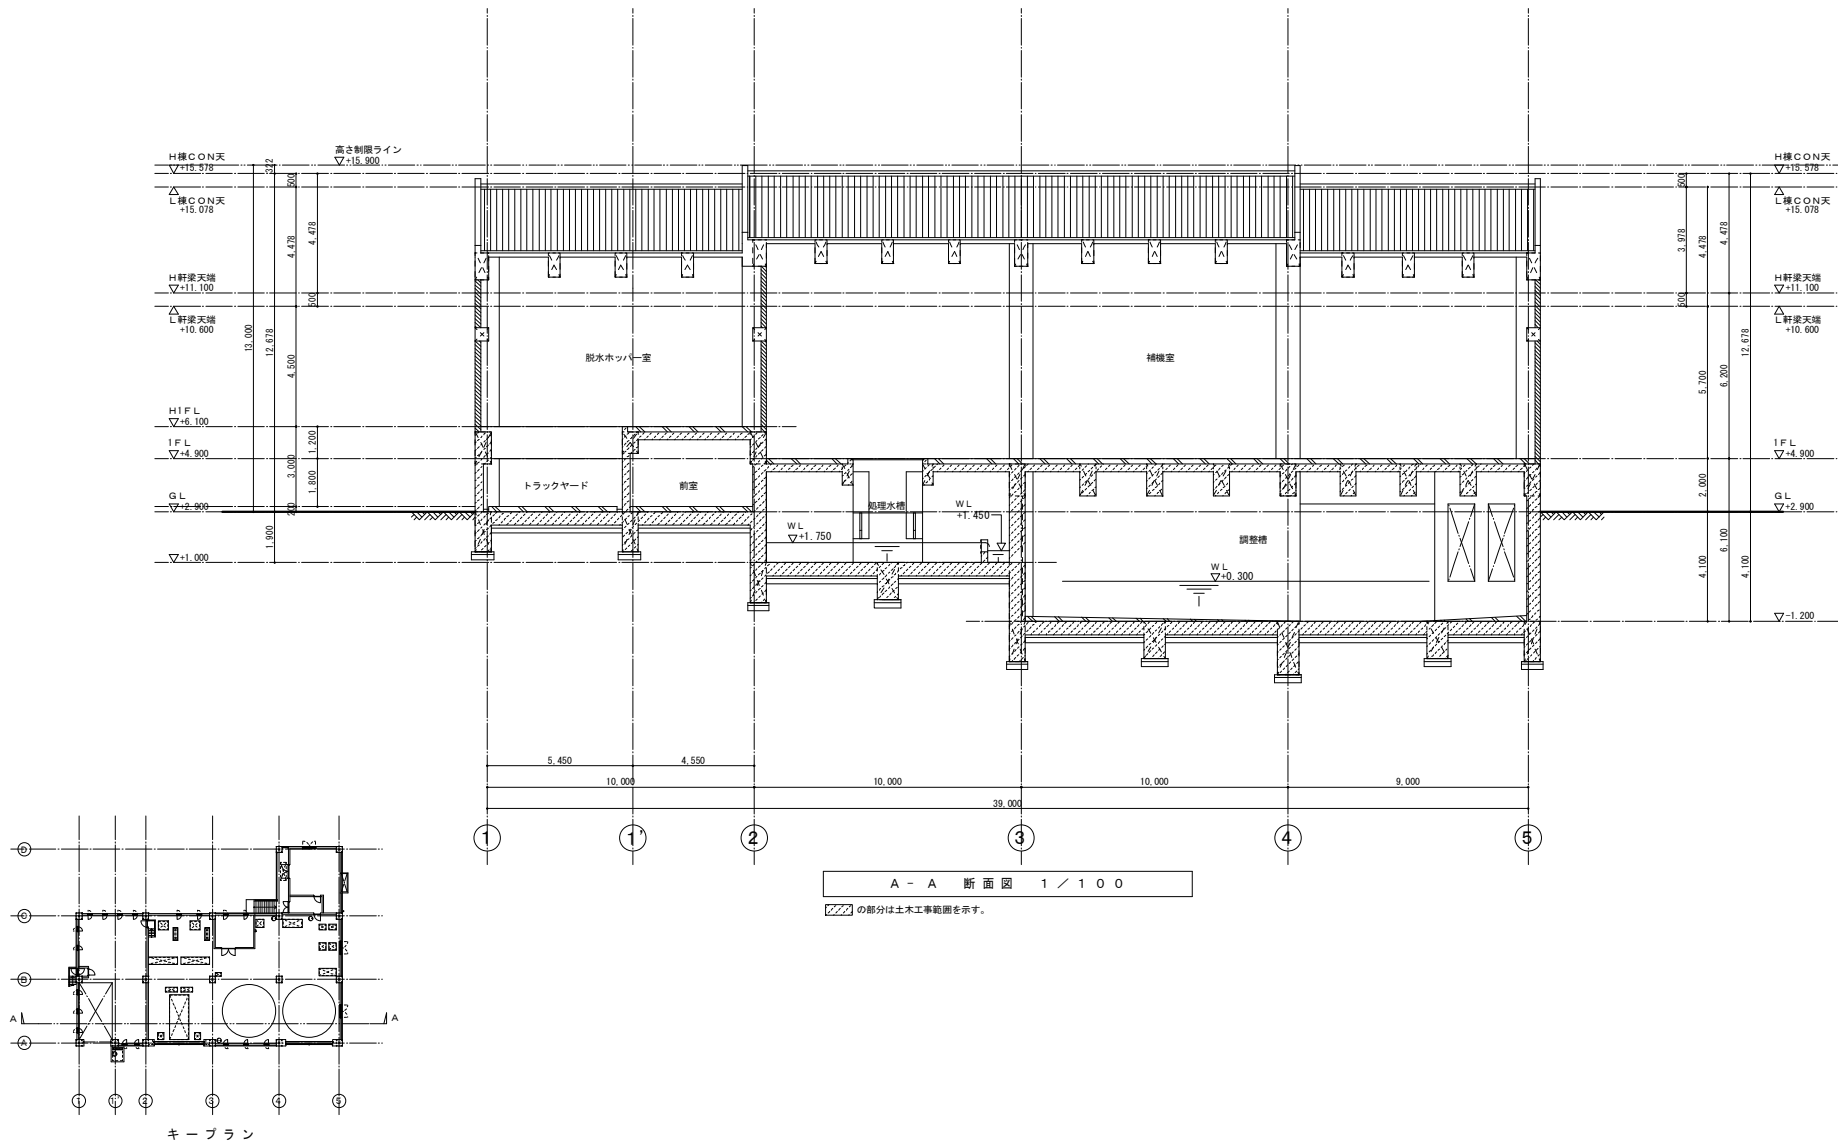 H棟CON天
▽+15.578
L棟CON天
+15.078
H軒梁天端
▽+11.100
L軒梁天端
+10.600
H1FL
▽+6.100
1FL
▽+4.900
GL
▽+2.900
▽+1.000
13,000
322
12,678
1,900
500
4,478
4,500
3,000
200
4,478
500
1,200
1,800
高さ制限ライン
▽+15.900
脱水ホッパー室
補機室
トラックヤード
前室
処理水槽
WL
▽+1.750
WL
+1.450
調整槽
WL
▽+0.300
H棟CON天
▽+15.578
L棟CON天
+15.078
H軒梁天端
▽+11.100
L軒梁天端
+10.600
1FL
▽+4.900
GL
▽+2.900
▽-1.200
500
3,978
500
4,478
5,700
2,000
4,100
4,478
6,200
6,100
12,678
4,100
5,450
4,550
10,000
10,000
10,000
9,000
39,000
1
1'
2
3
4
5
A-A 断面図 1/100
の部分は土木工事範囲を示す。
D
C
B
A
A
A
1
1'
2
3
4
5
キープラン